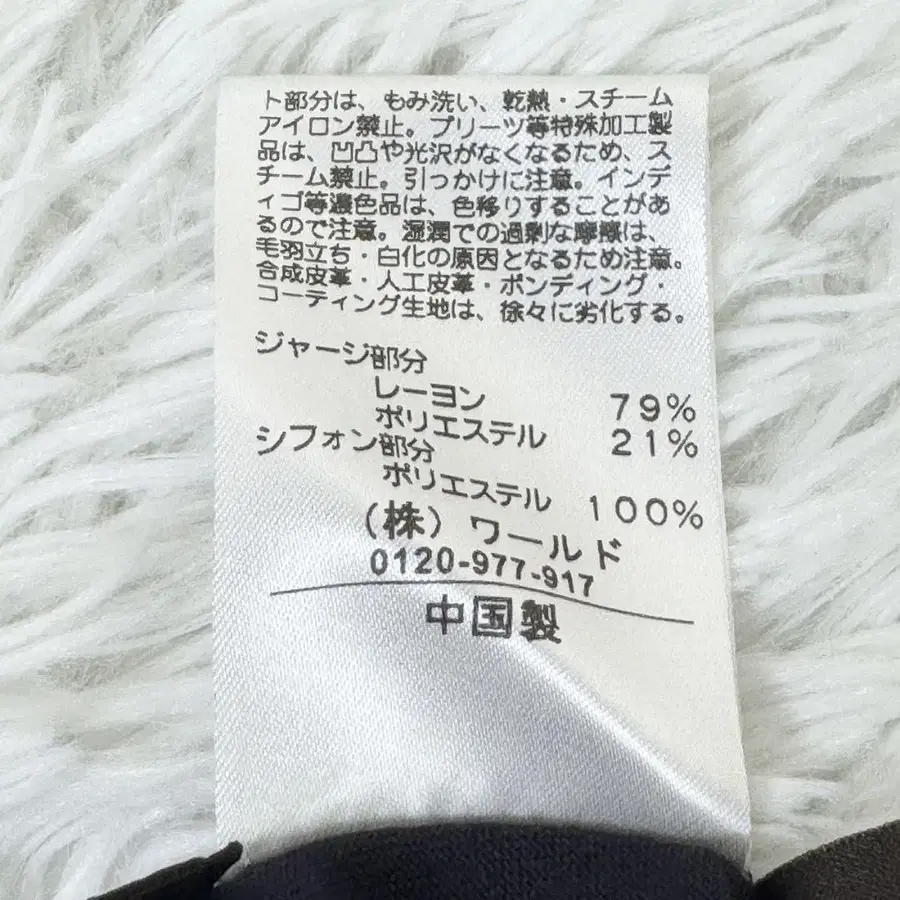 ト部分は、もみ洗い、乾熱・スチーム
アイロン禁止。プリーツ等特殊加工製
品は、凹凸や光沢がなくなるため、ス
チーム禁止。引っかけに注意。インデ
ィゴ等濃色品は、色移りすることがあ
るので注意。湿潤での過剰な摩擦は、
毛羽立ち・白化の原因となるため注意。
合成皮革・人工皮革・ボンディング・
コーティング生地は、徐々に劣化する。
ジャージ部分
レーヨン 79%
ポリエステル 21%
シフォン部分
ポリエステル 100%
(株)ワールド
0120-977-917
中国製